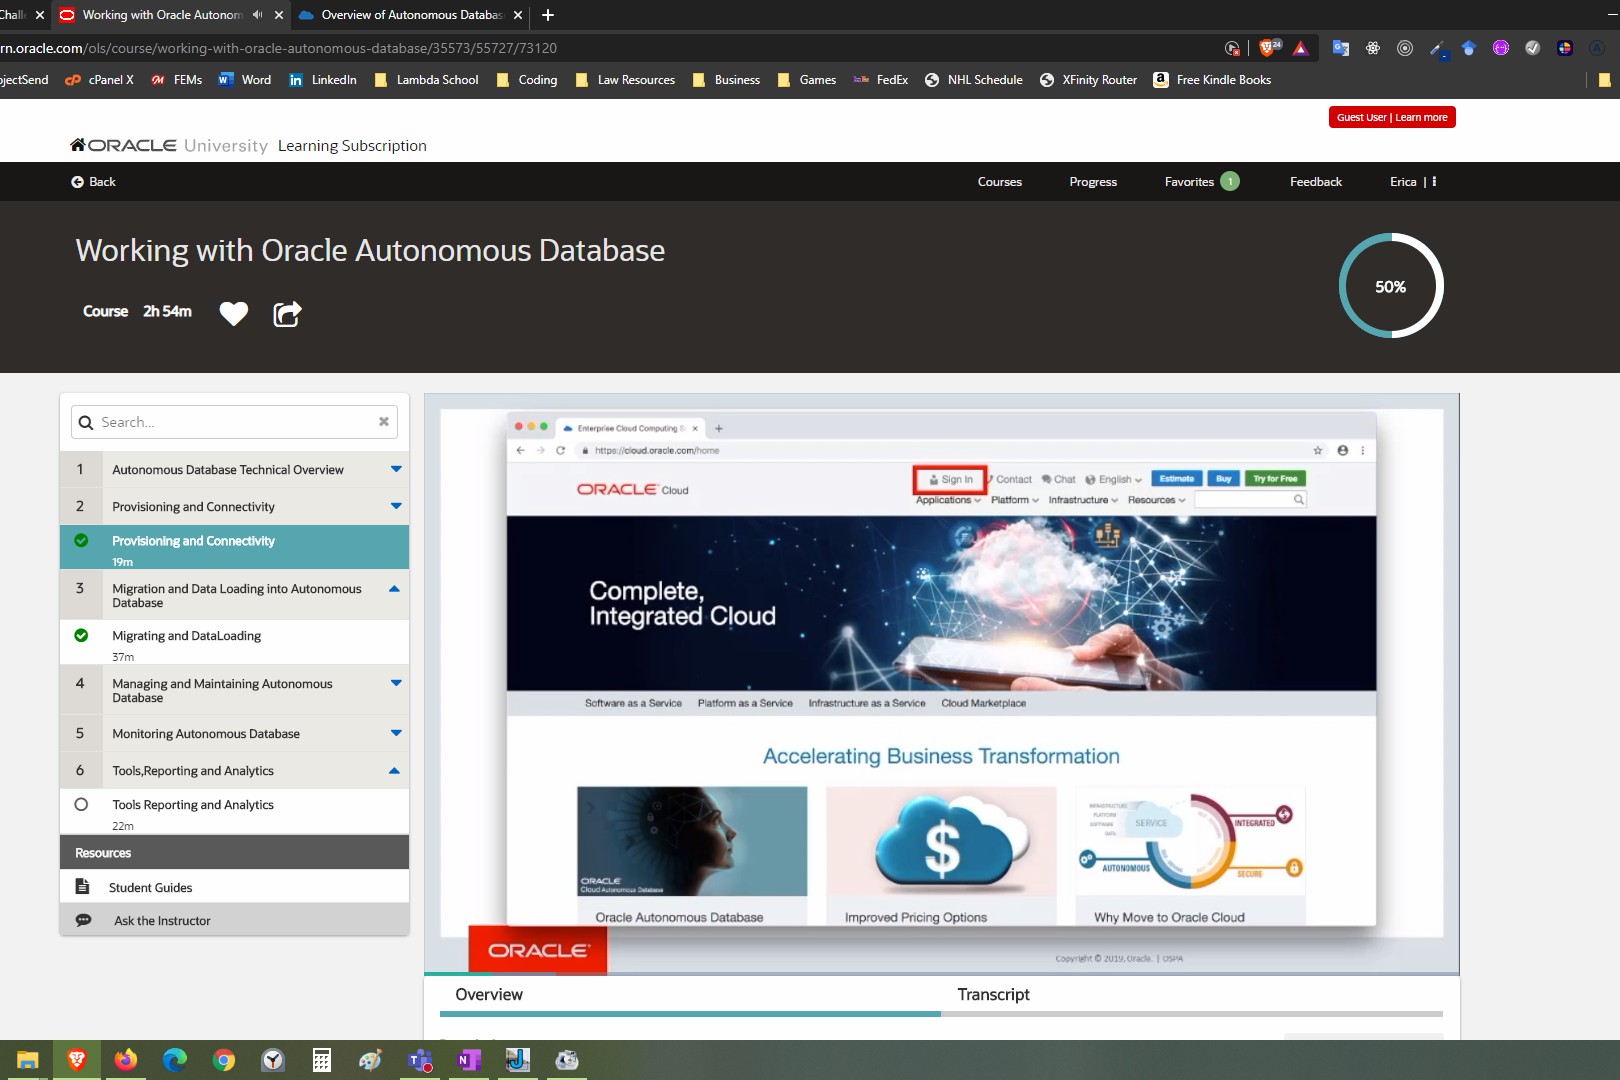 Chall
Working with Oracle Autonom
Overview of Autonomous Databas
rn.oracle.com/ols/course/working-with-oracle-autonomous-database/35573/55727/73120
24
ojectSend
cPanel X
FEMs
Word
LinkedIn
Lambda School
Coding
Law Resources
Business
Games
FedEx
NHL Schedule
XFinity Router
Free Kindle Books
Guest User | Learn more
ORACLE University Learning Subscription
Back
Courses
Progress
Favorites 1
Feedback
Erica |
Working with Oracle Autonomous Database
Course 2h 54m
50%
Search...
1 Autonomous Database Technical Overview
2 Provisioning and Connectivity
Provisioning and Connectivity
19m
3 Migration and Data Loading into Autonomous
Database
Migrating and DataLoading
37m
4 Managing and Maintaining Autonomous
Database
5 Monitoring Autonomous Database
6 Tools,Reporting and Analytics
Tools Reporting and Analytics
22m
Resources
Student Guides
Ask the Instructor
Enterprise Cloud Computing S
https://cloud.oracle.com/home
ORACLE Cloud
Sign In
Contact
Chat
English
Estimate
Buy
Try for Free
Applications
Platform
Infrastructure
Resources
Complete,
Integrated Cloud
Software as a Service
Platform as a Service
Infrastructure as a Service
Cloud Marketplace
Accelerating Business Transformation
ORACLE
Cloud Autonomous Database
$
INFRASTRUCTURE
PLATFORM
SOFTWARE
DATA
SERVICE
INTEGRATED
AUTONOMOUS
SECURE
Oracle Autonomous Database
Improved Pricing Options
Why Move to Oracle Cloud
ORACLE
Copyright © 2019, Oracle. | OSPA
Overview
Transcript